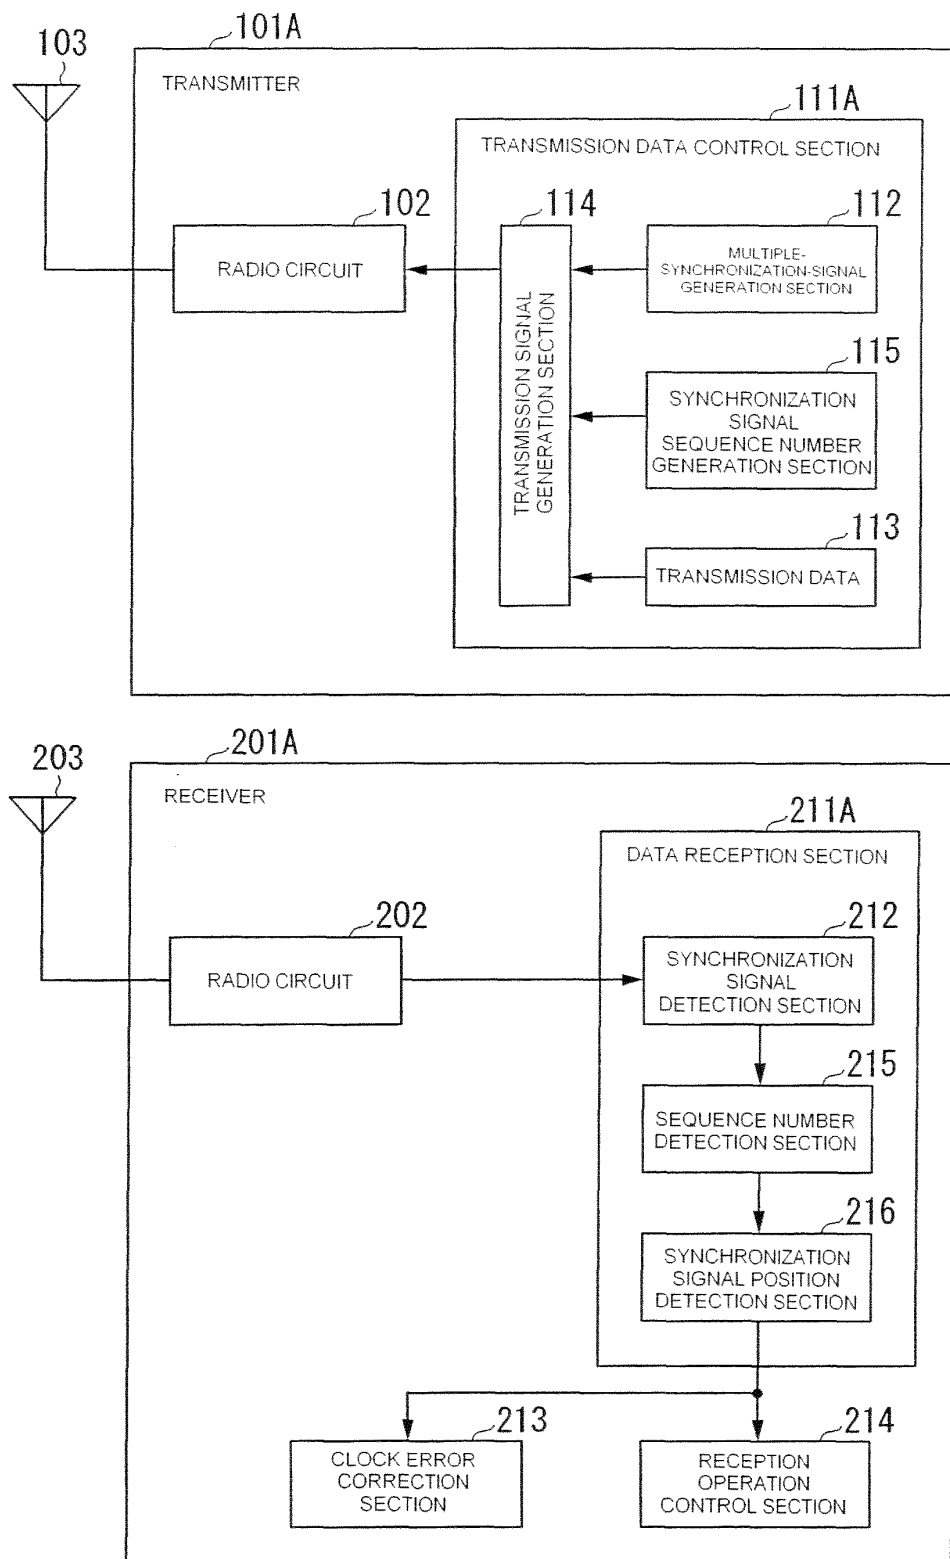 101A
103
TRANSMITTER
111A
TRANSMISSION DATA CONTROL SECTION
102
RADIO CIRCUIT
114
TRANSMISSION SIGNAL
GENERATION SECTION
112
MULTIPLE-
SYNCHRONIZATION-SIGNAL
GENERATION SECTION
115
SYNCHRONIZATION
SIGNAL
SEQUENCE NUMBER
GENERATION SECTION
113
TRANSMISSION DATA
201A
203
RECEIVER
211A
DATA RECEPTION SECTION
202
RADIO CIRCUIT
212
SYNCHRONIZATION
SIGNAL
DETECTION SECTION
215
SEQUENCE NUMBER
DETECTION SECTION
216
SYNCHRONIZATION
SIGNAL POSITION
DETECTION SECTION
213
CLOCK ERROR
CORRECTION
SECTION
214
RECEPTION
OPERATION
CONTROL SECTION